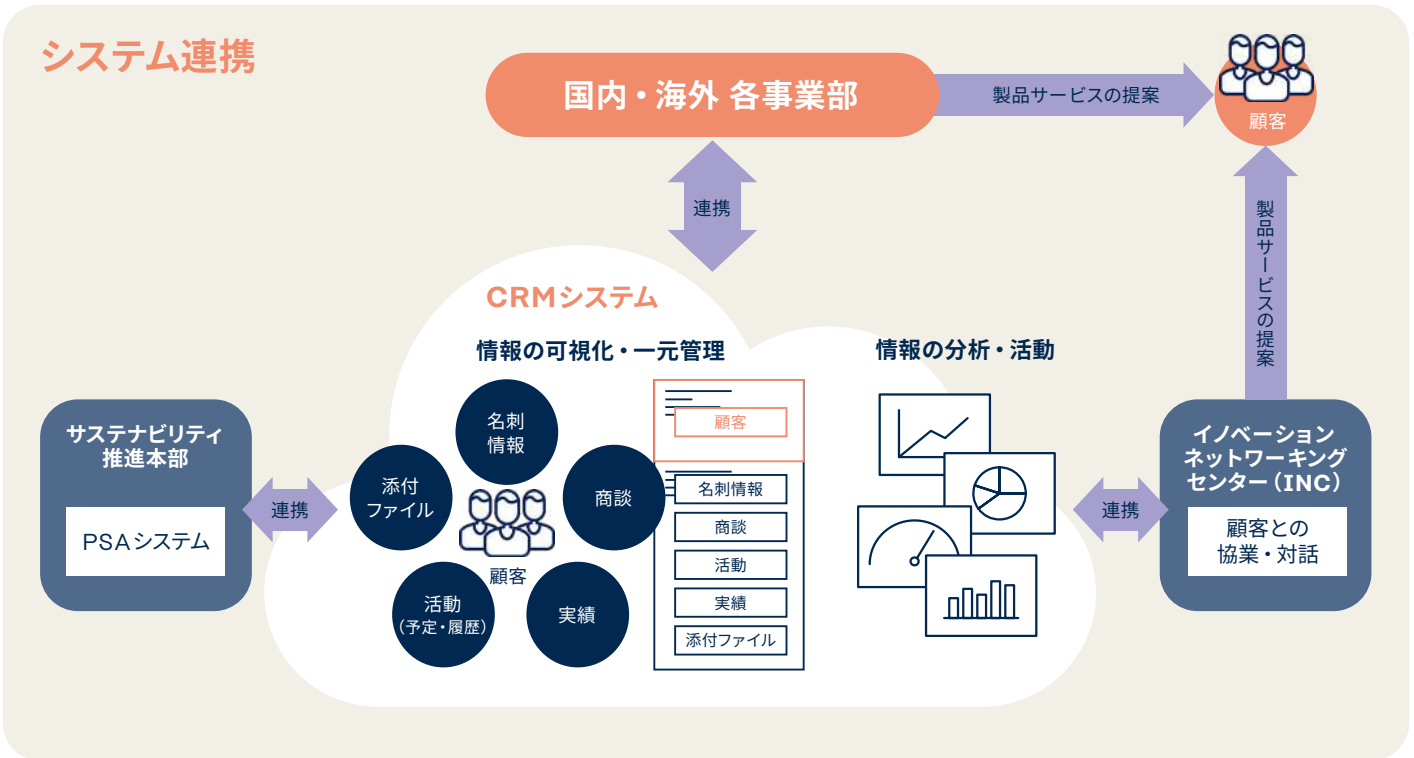 システム連携
国内・海外 各事業部
製品サービスの提案
顧客
連携
製品サービスの提案
CRMシステム
情報の可視化・一元管理
名刺
情報
添付
ファイル
商談
顧客
活動
（予定・履歴）
実績
顧客
名刺情報
商談
活動
実績
添付ファイル
情報の分析・活動
サステナビリティ
推進本部
PSAシステム
連携
連携
イノベーション
ネットワーキング
センター（INC）
顧客との
協業・対話